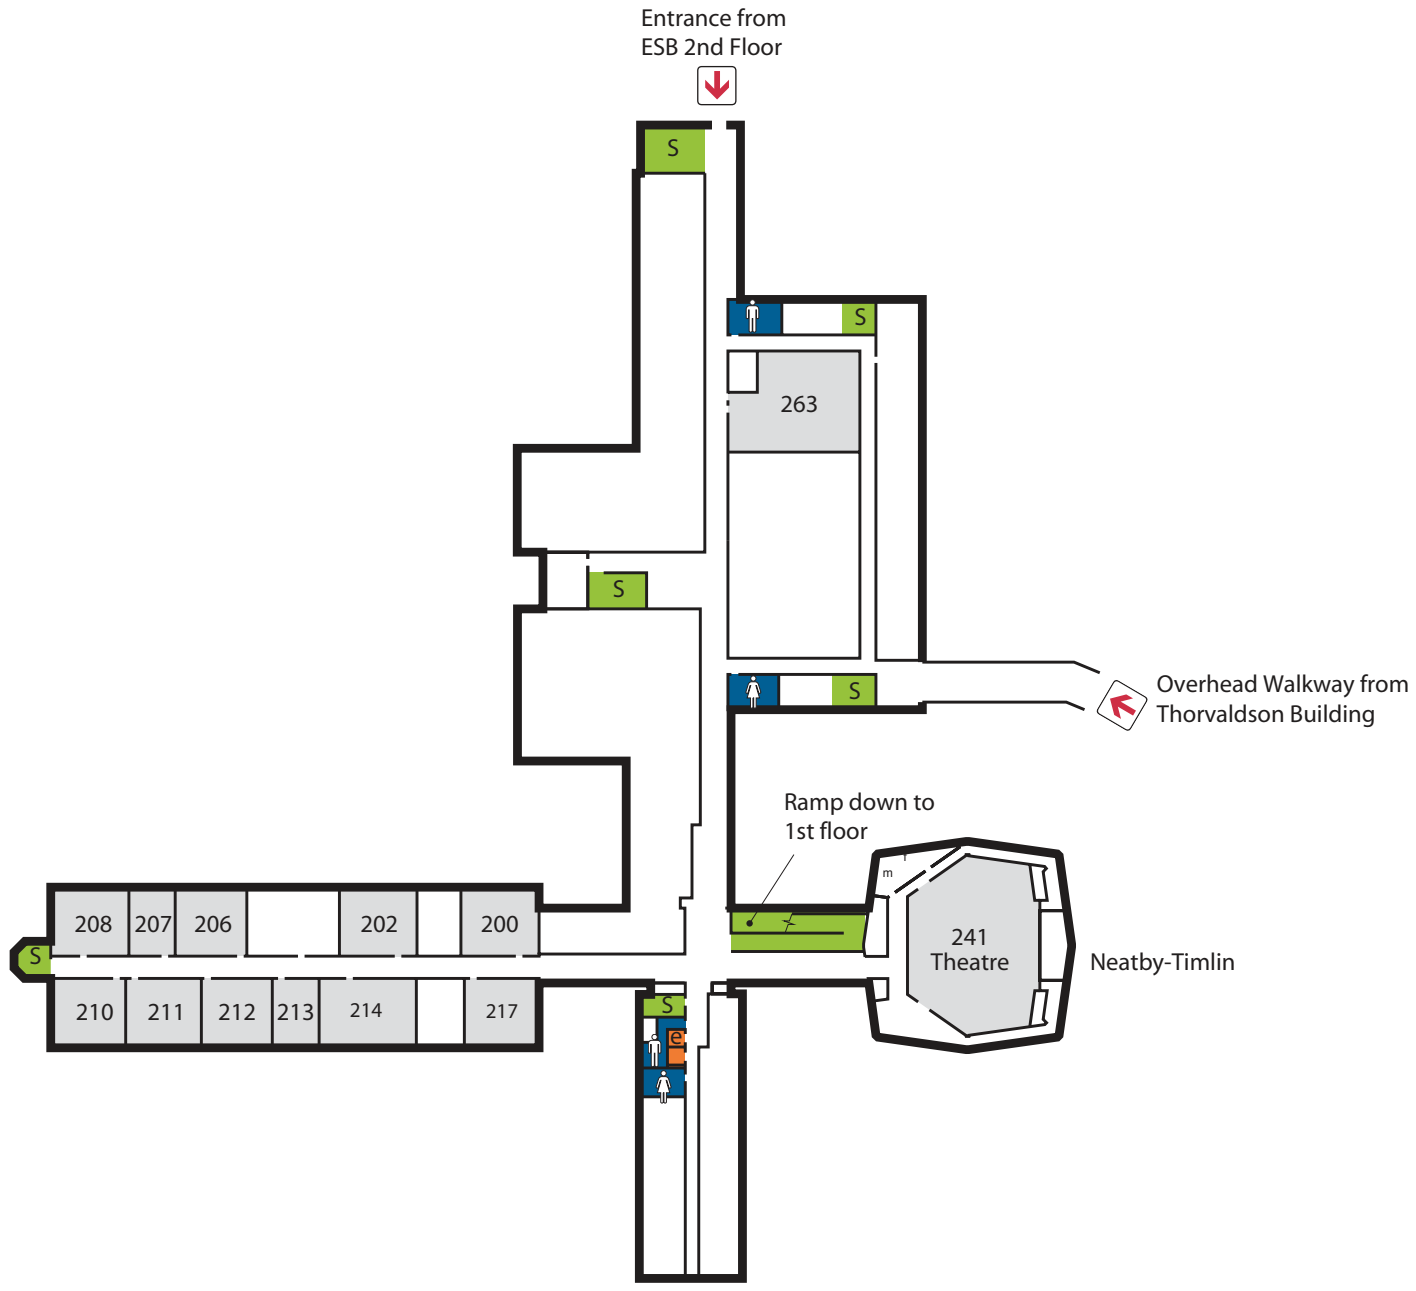 Entrance from
ESB 2nd Floor
S
S
263
S
S
Overhead Walkway from
Thorvaldson Building
Ramp down to
1st floor
r
m
208
207
206
202
200
241
Theatre
Neatby-Timlin
S
210
211
212
213
214
217
S
e